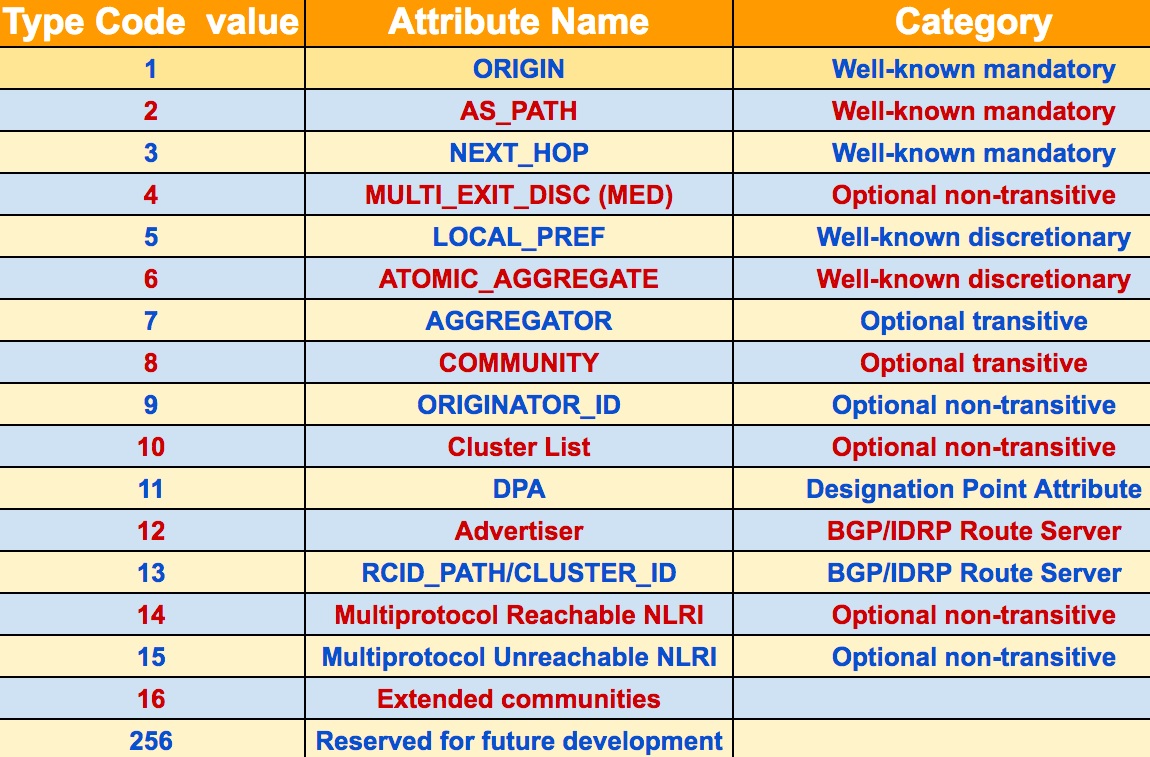 Type Code value Attribute Name Category
1 ORIGIN Well-known mandatory
2 AS_PATH Well-known mandatory
3 NEXT_HOP Well-known mandatory
4 MULTI_EXIT_DISC (MED) Optional non-transitive
5 LOCAL_PREF Well-known discretionary
6 ATOMIC_AGGREGATE Well-known discretionary
7 AGGREGATOR Optional transitive
8 COMMUNITY Optional transitive
9 ORIGINATOR_ID Optional non-transitive
10 Cluster List Optional non-transitive
11 DPA Designation Point Attribute
12 Advertiser BGP/IDRP Route Server
13 RCID_PATH/CLUSTER_ID BGP/IDRP Route Server
14 Multiprotocol Reachable NLRI Optional non-transitive
15 Multiprotocol Unreachable NLRI Optional non-transitive
16 Extended communities
256 Reserved for future development